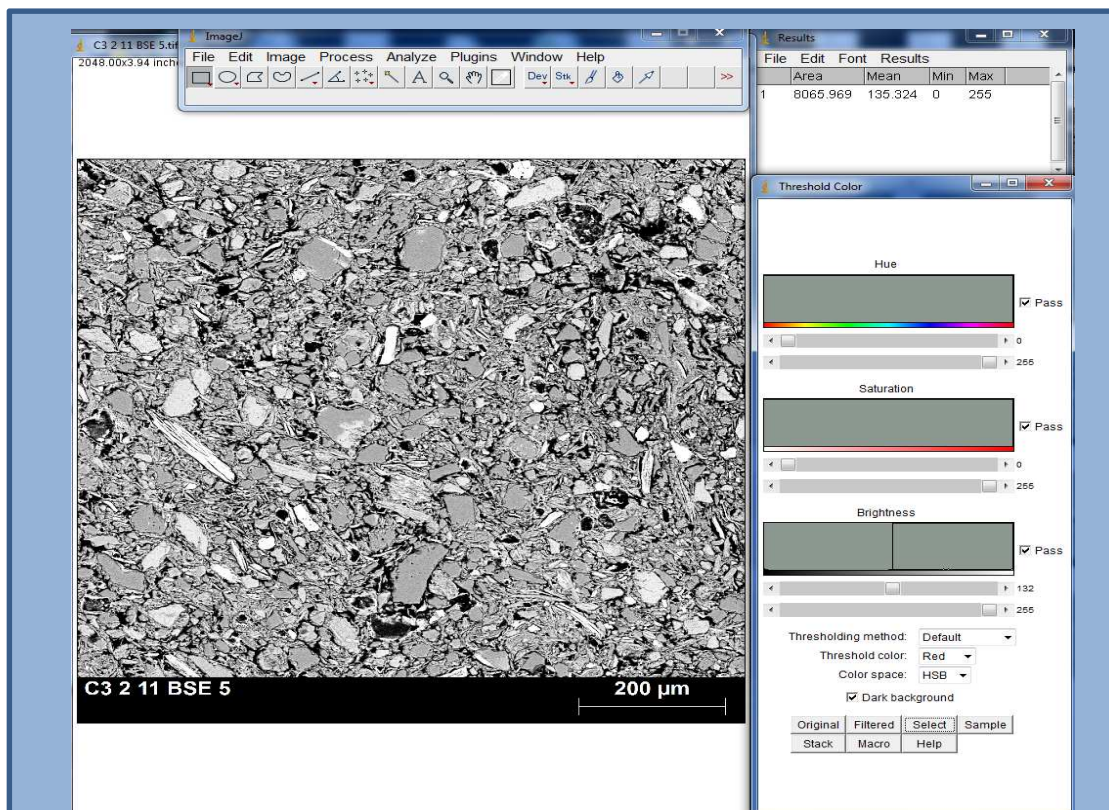 C3 2 11 BSE 5.tif
2048.00x3.94 inche
ImageJ
File Edit Image Process Analyze Plugins Window Help
Dev Stk >>
Results
File Edit Font Results
Area Mean Min Max
1 8065.969 135.324 0 255
Threshold Color
Hue
Pass
0
255
Saturation
Pass
0
255
Brightness
Pass
132
255
Thresholding method: Default
Threshold color: Red
Color space: HSB
Dark background
Original Filtered Select Sample
Stack Macro Help
C3 2 11 BSE 5
200 µm